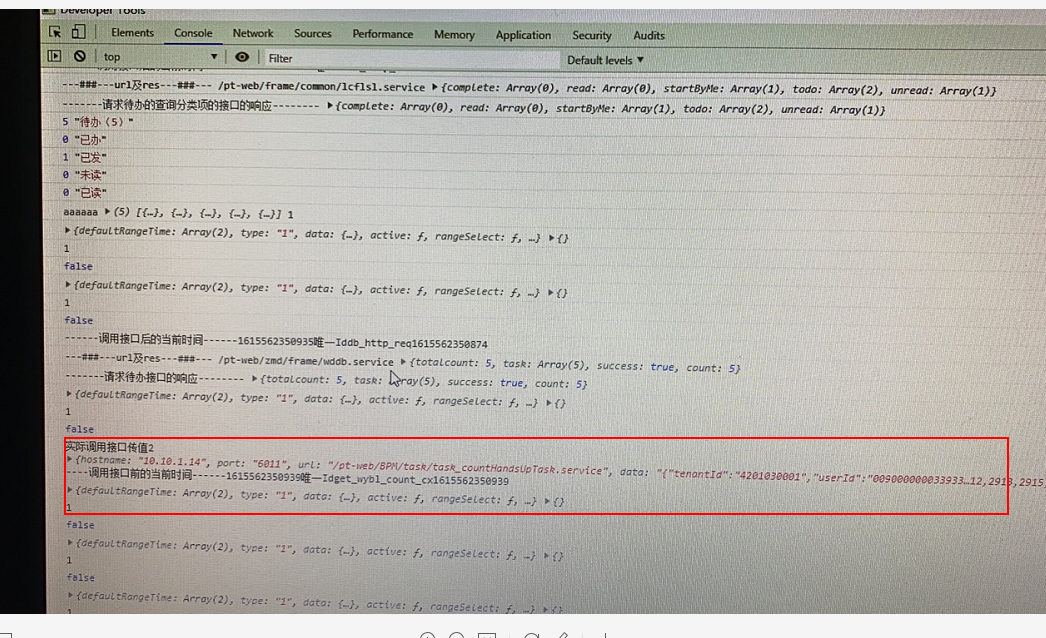 Developer Tools
Elements Console Network Sources Performance Memory Application Security Audits
top Filter Default levels
---###---url及res---###--- /pt-web/frame/common/lcflsl.service {complete: Array(0), read: Array(0), startByMe: Array(1), todo: Array(2), unread: Array(1)}
-------请求待办的查询分类项的接口的响应-------- {complete: Array(0), read: Array(0), startByMe: Array(1), todo: Array(2), unread: Array(1)}
5 "待办（5）"
0 "已办"
1 "已发"
0 "未读"
0 "已读"
aaaaaa (5) [{…}, {…}, {…}, {…}, {…}] 1
{defaultRangeTime: Array(2), type: "1", data: {…}, active: ƒ, rangeSelect: ƒ, …} {}
1
false
{defaultRangeTime: Array(2), type: "1", data: {…}, active: ƒ, rangeSelect: ƒ, …} {}
1
false
------调用接口后的当前时间------1615562350935唯一Iddb_http_req1615562350874
---###---url及res---###--- /pt-web/zmd/frame/wddb.service {totalcount: 5, task: Array(5), success: true, count: 5}
-------请求待办接口的响应-------- {totalcount: 5, task: Array(5), success: true, count: 5}
{defaultRangeTime: Array(2), type: "1", data: {…}, active: ƒ, rangeSelect: ƒ, …} {}
1
false
实际调用接口传值2
{hostname: "10.10.1.14", port: "6011", url: "/pt-web/BPM/task/task_countHandsUpTask.service", data: "{"tenantId":"4201030001","userId":"009000000033933…12,2913,2915
-----调用接口前的当前时间------1615562350939唯一Idget_wybl_count_cx1615562350939
{defaultRangeTime: Array(2), type: "1", data: {…}, active: ƒ, rangeSelect: ƒ, …} {}
1
false
{defaultRangeTime: Array(2), type: "1", data: {…}, active: ƒ, rangeSelect: ƒ, …} {}
1
false
{defaultRangeTime: Array(2), type: "1", data: {…}, active: ƒ, rangeSelect: ƒ, …} {}
1